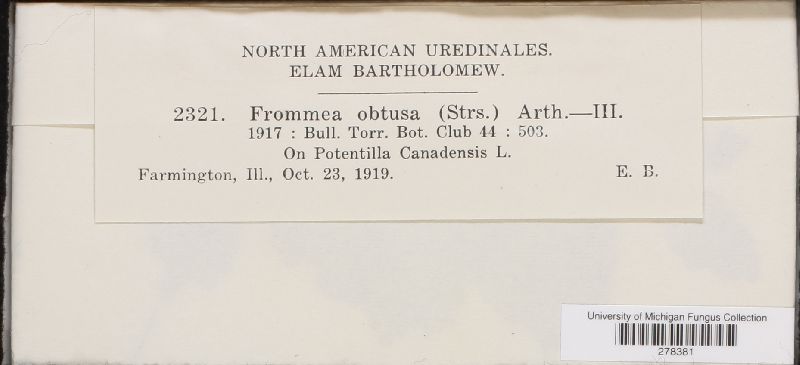 NORTH AMERICAN UREDINALES.
ELAM BARTHOLOMEW.
2321. Frommea obtusa (Strs.) Arth.—III.
1917 : Bull. Torr. Bot. Club 44 : 503.
On Potentilla Canadensis L.
Farmington, Ill., Oct. 23, 1919. E. B.
University of Michigan Fungus Collection
278381